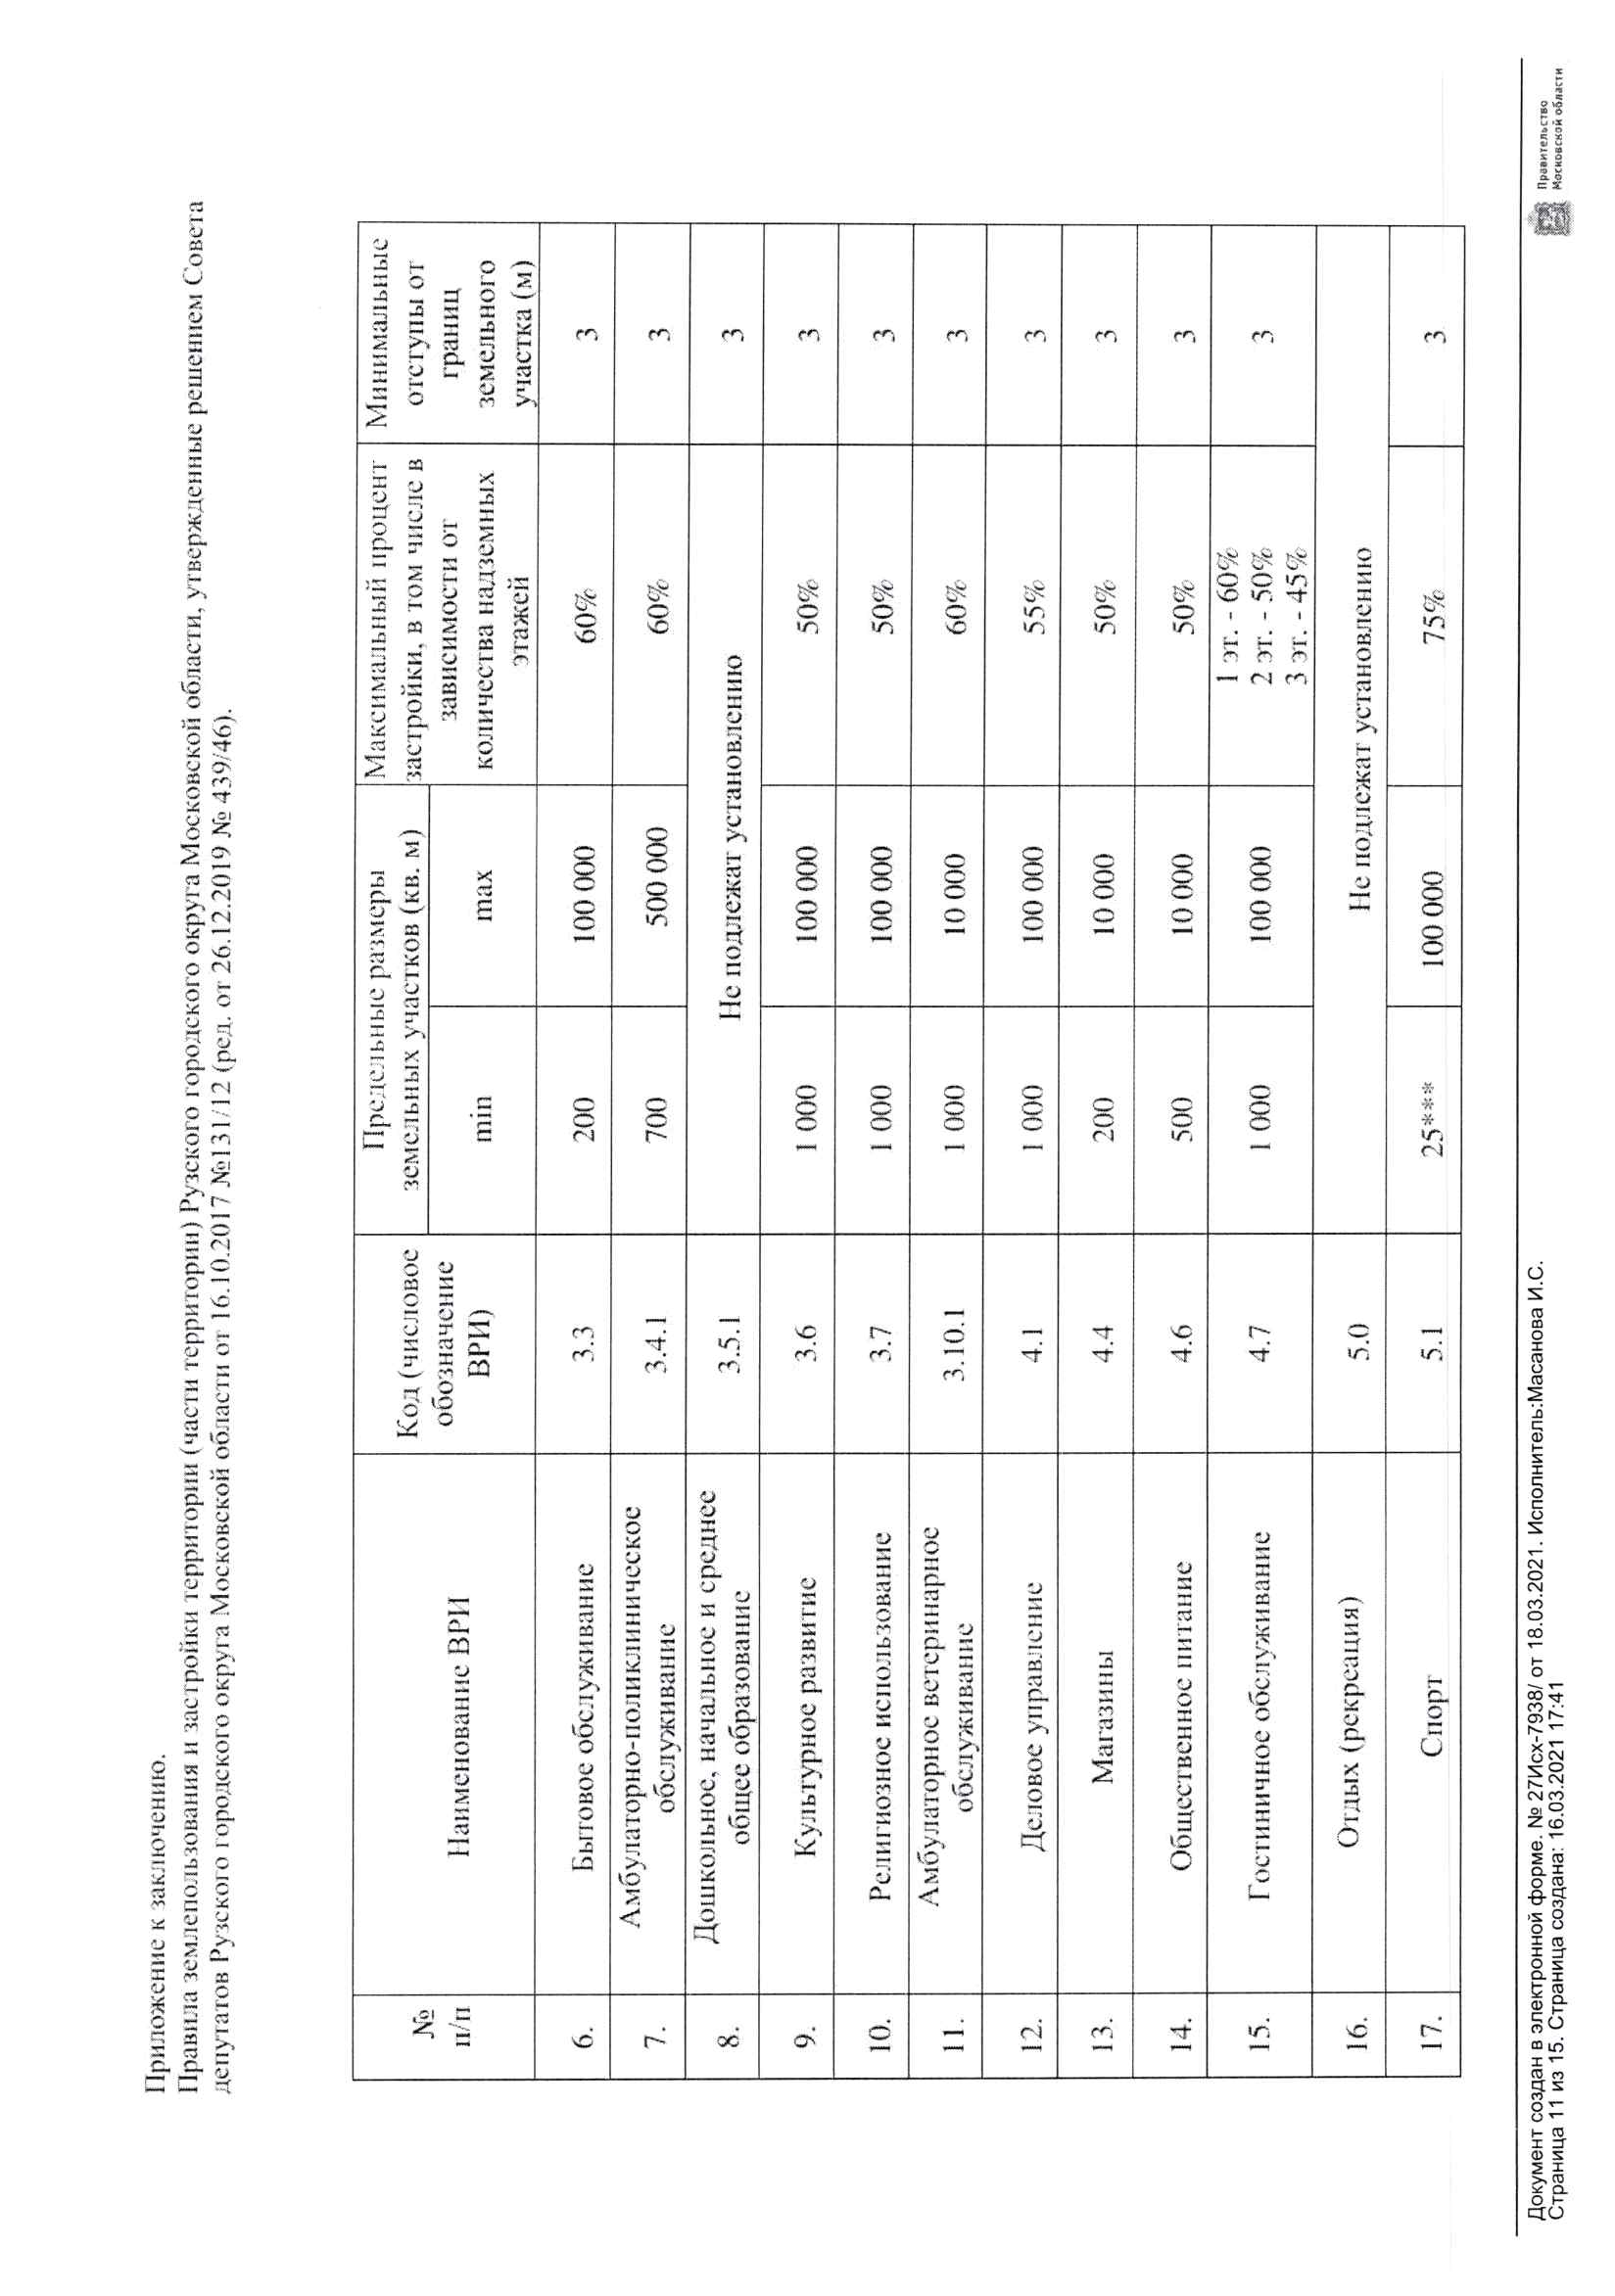 Приложение к заключению.
Правила землепользования и застройки территории (части территории) Рузского городского округа Московской области, утвержденные решением Совета
депутатов Рузского городского округа Московской области от 16.10.2017 №131/12 (ред. от 26.12.2019 № 439/46).
№ п/п
Наименование ВРИ
Код (числовое обозначение ВРИ)
Предельные размеры земельных участков (кв. м)
min
max
Максимальный процент застройки, в том числе в зависимости от количества надземных этажей
Минимальные отступы от границ земельного участка (м)
6. Бытовое обслуживание 3.3 200 100 000 60% 3
7. Амбулаторно-поликлиническое обслуживание 3.4.1 700 500 000 60% 3
8. Дошкольное, начальное и среднее общее образование 3.5.1 Не подлежат установлению 3
9. Культурное развитие 3.6 1 000 100 000 50% 3
10. Религиозное использование 3.7 1 000 100 000 50% 3
11. Амбулаторное ветеринарное обслуживание 3.10.1 1 000 10 000 60% 3
12. Деловое управление 4.1 1 000 100 000 55% 3
13. Магазины 4.4 200 10 000 50% 3
14. Общественное питание 4.6 500 10 000 50% 3
15. Гостиничное обслуживание 4.7 1 000 100 000 1 эт. - 60% 2 эт. - 50% 3 эт. - 45% 3
16. Отдых (рекреация) 5.0 Не подлежат установлению
17. Спорт 5.1 25*** 100 000 75% 3
Документ создан в электронной форме. № 27Исх-7938/ от 18.03.2021. Исполнитель:Масанова И.С.
Страница 11 из 15. Страница создана: 16.03.2021 17:41
Правительство
Московской области